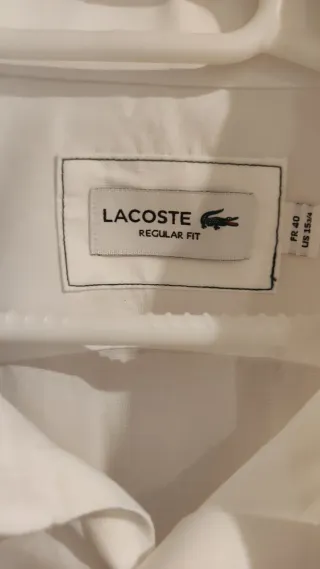 LACOSTE
REGULAR FIT
FR 40
US 15¾